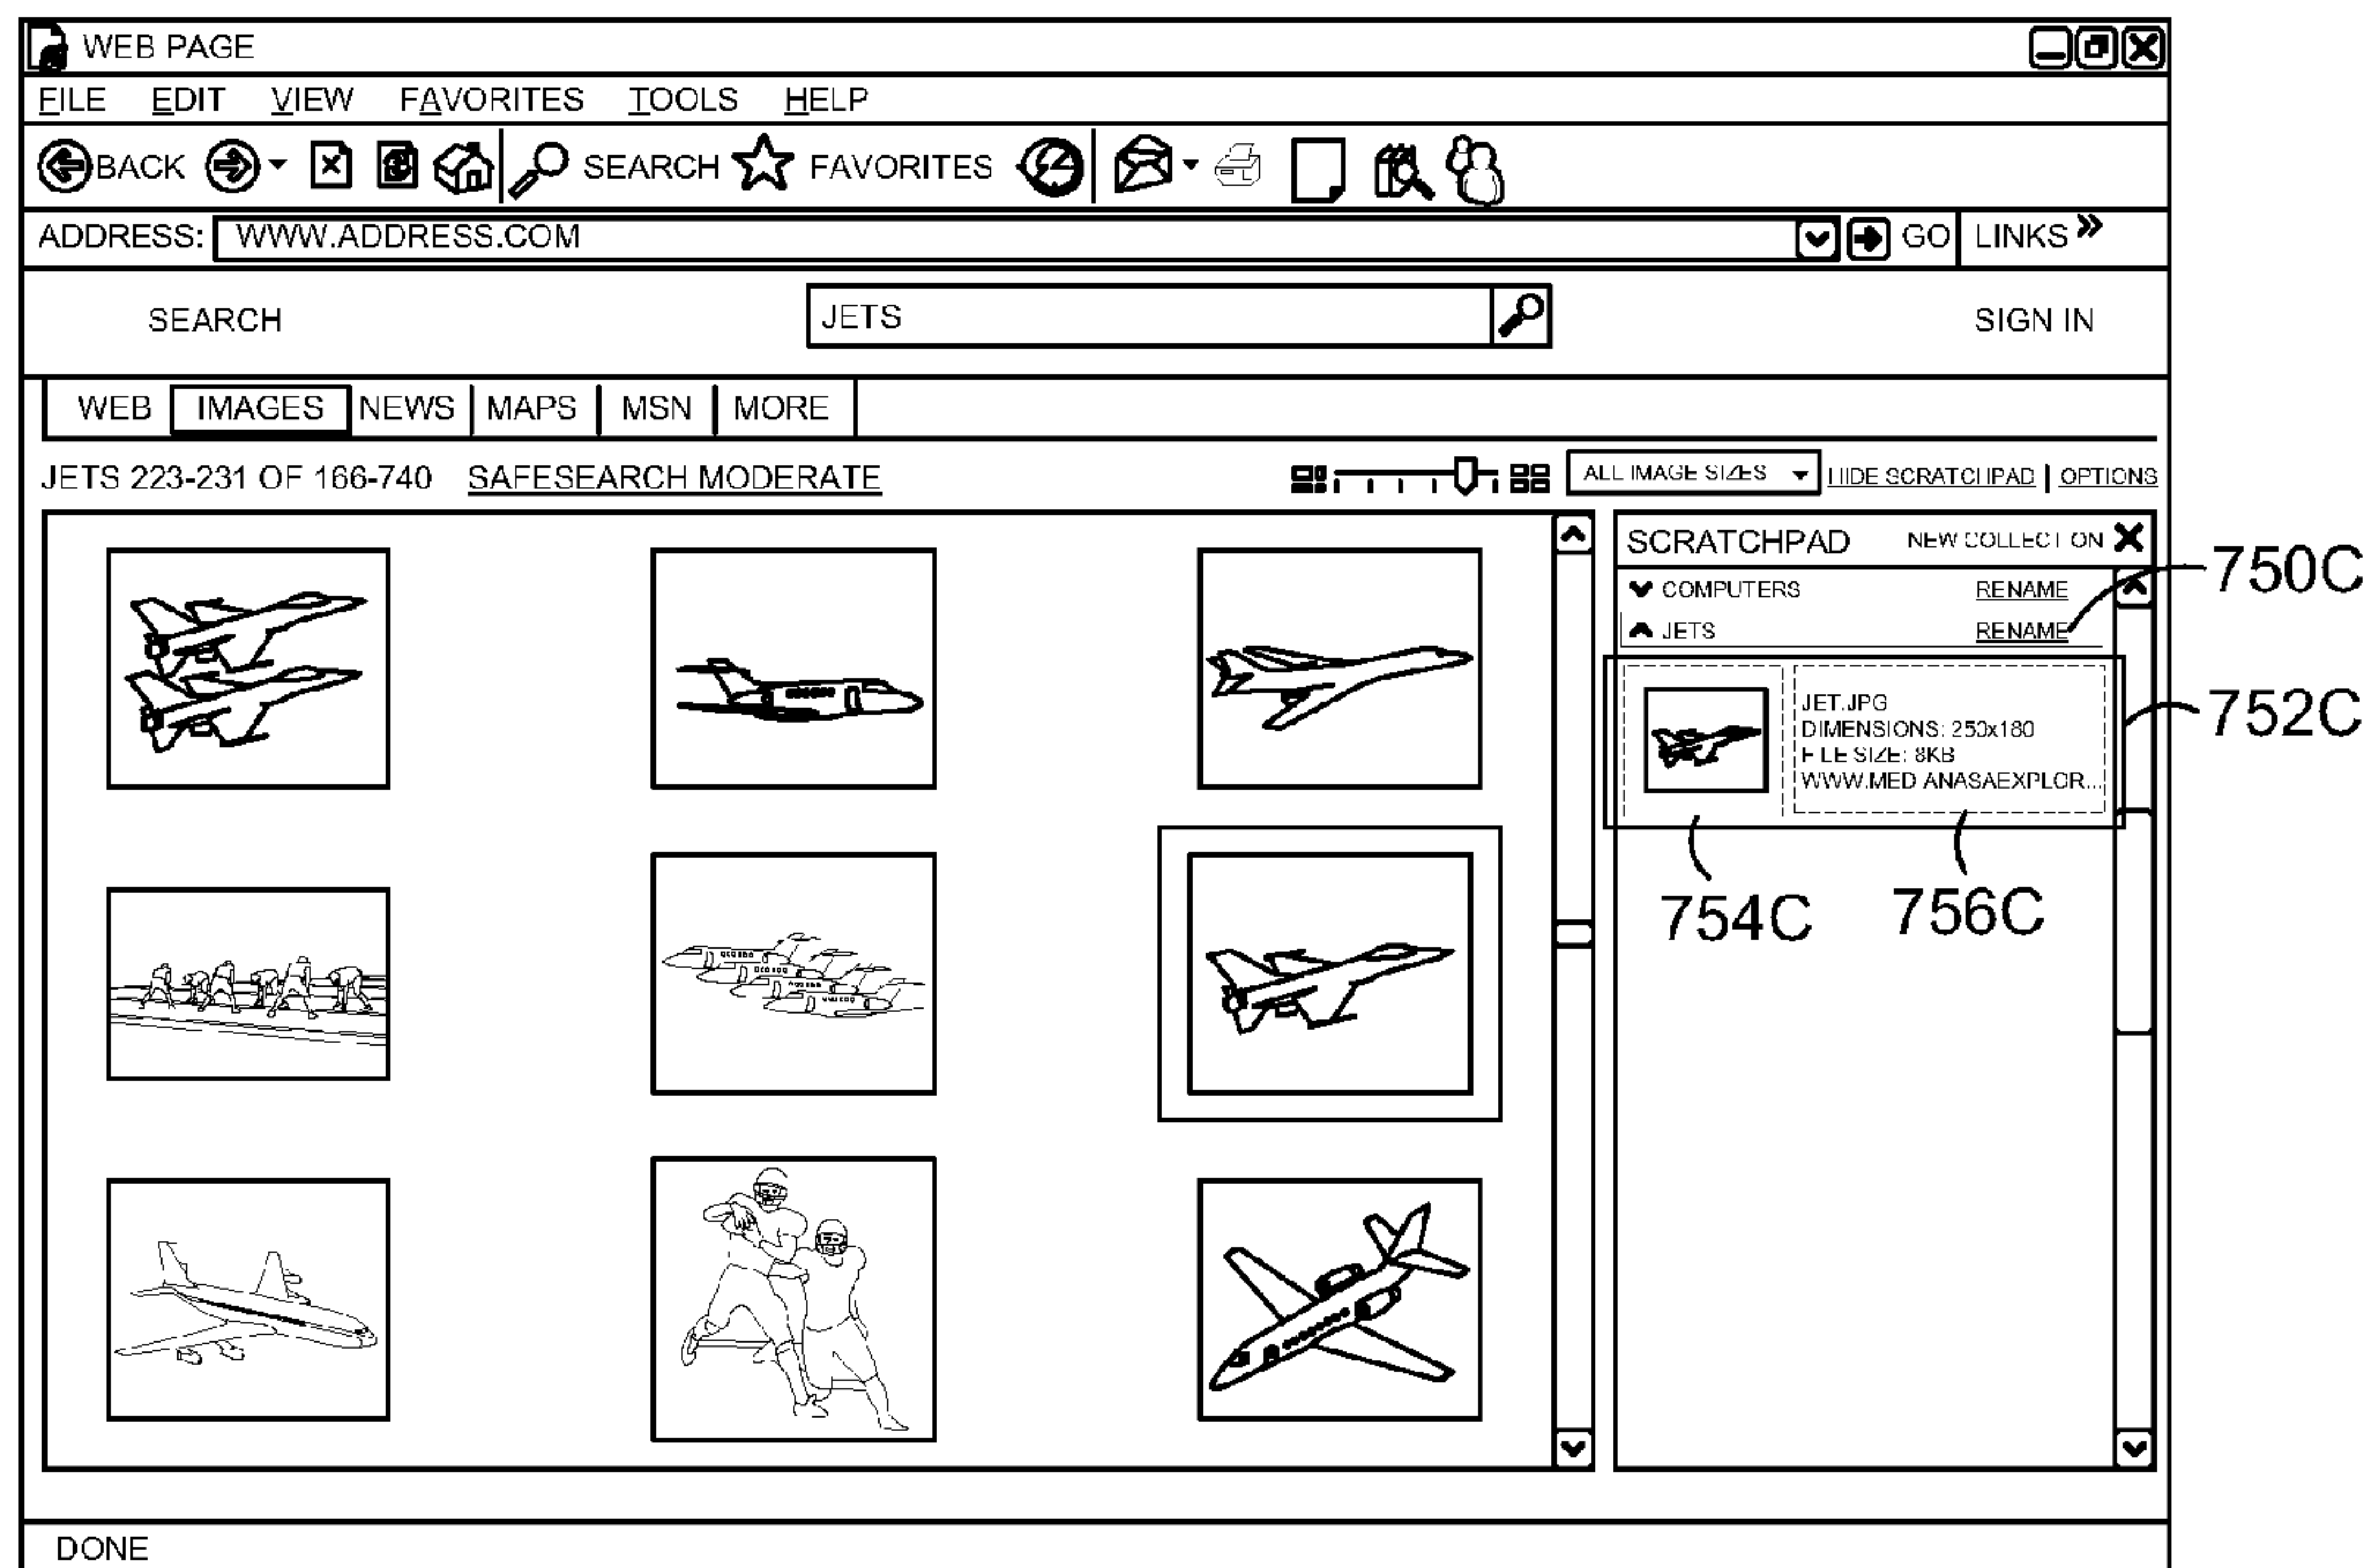 WEB PAGE
FILE EDIT VIEW FAVORITES TOOLS HELP
BACK SEARCH FAVORITES
ADDRESS: WWW.ADDRESS.COM GO LINKS »
SEARCH JETS SIGN IN
WEB IMAGES NEWS MAPS MSN MORE
JETS 223-231 OF 166-740 SAFESEARCH MODERATE ALL IMAGE SIZES HIDE SCRATCHPAD | OPTIONS
SCRATCHPAD NEW COLLECTION
COMPUTERS RENAME
JETS RENAME
750C
JET.JPG
DIMENSIONS: 250x180
FILE SIZE: 8KB
WWW.MEDIANASAEXPLOR...
752C
754C 756C
DONE